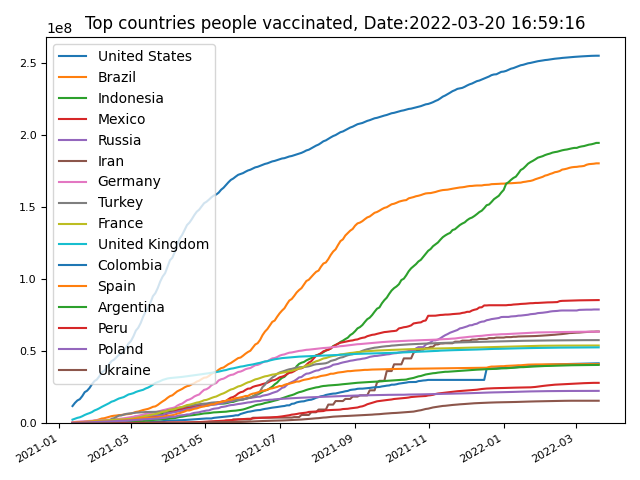 Top countries people vaccinated, Date:2022-03-20 16:59:16
1e8
2.5
2.0
1.5
1.0
0.5
0.0
United States
Brazil
Indonesia
Mexico
Russia
Iran
Germany
Turkey
France
United Kingdom
Colombia
Spain
Argentina
Peru
Poland
Ukraine
2021-01
2021-03
2021-05
2021-07
2021-09
2021-11
2022-01
2022-03